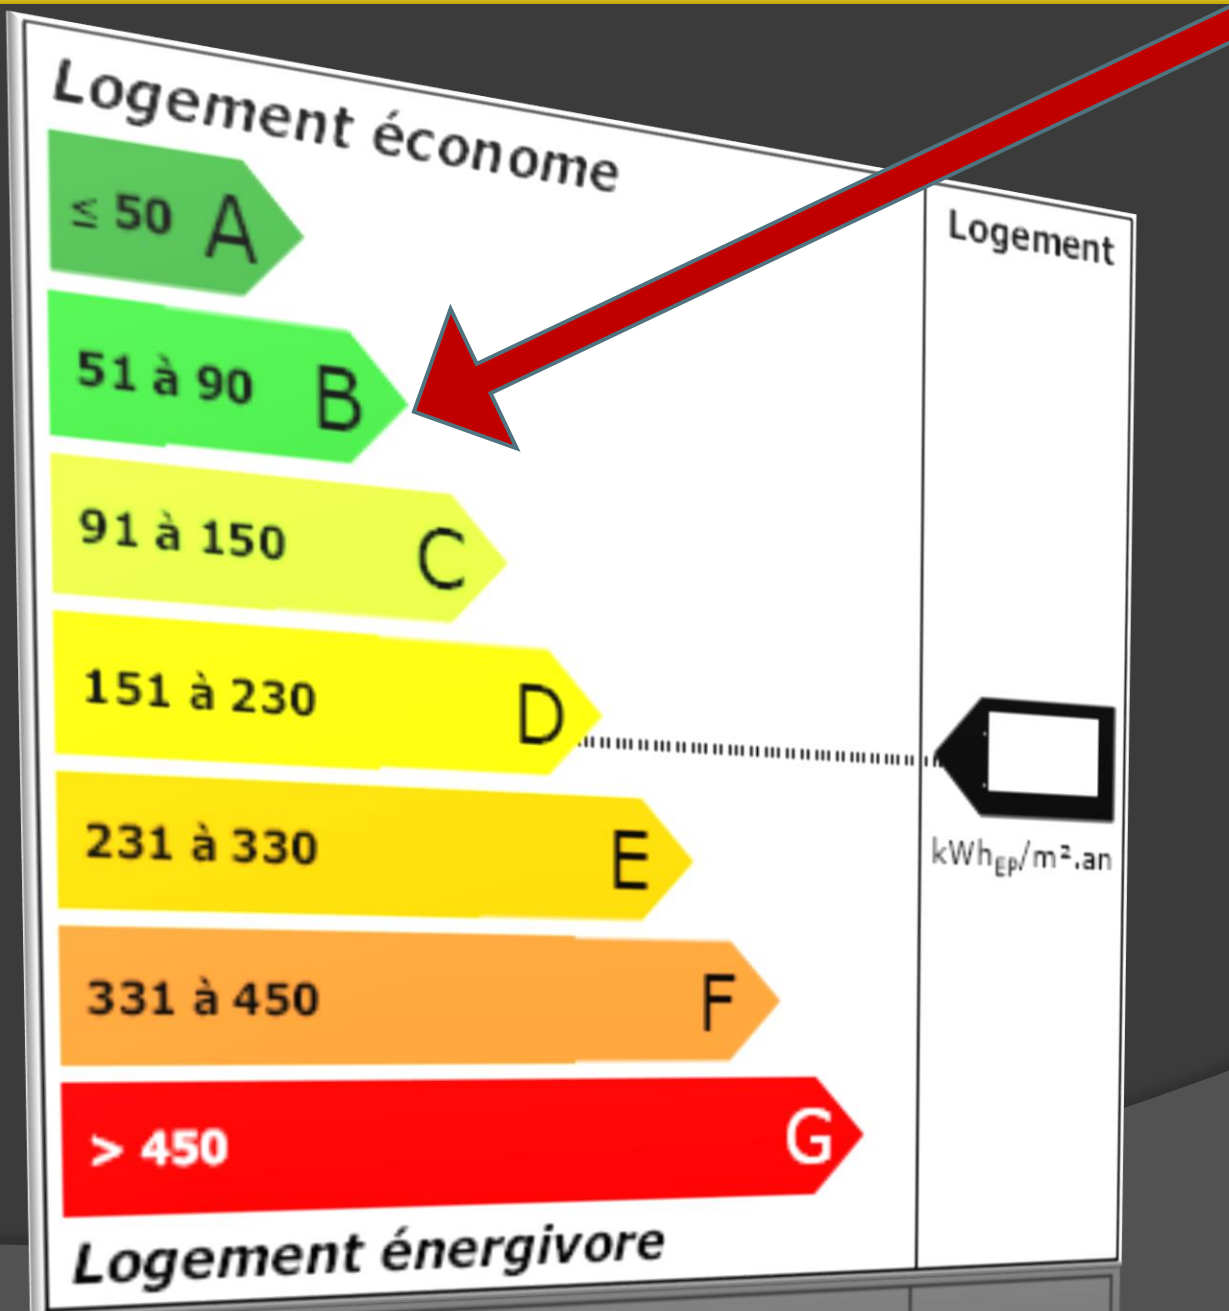 Logement économe
Logement
≤ 50 A
51 à 90 B
91 à 150 C
151 à 230 D
231 à 330 E
331 à 450 F
> 450 G
kWhEP/m².an
Logement énergivore